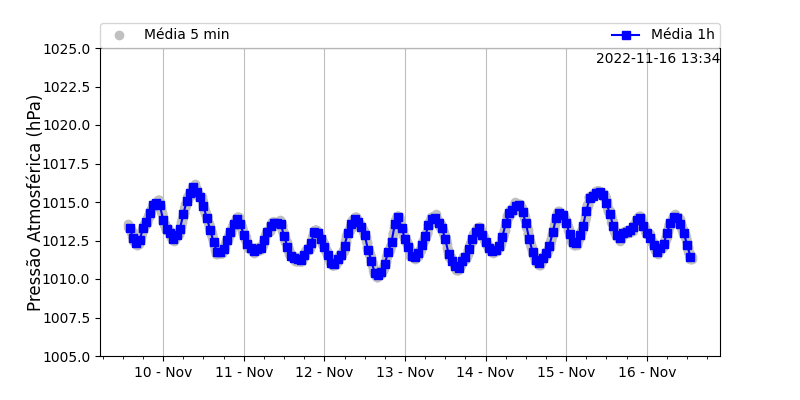 Média 5 min
Média 1h
2022-11-16 13:34
Pressão Atmosférica (hPa)
1025.0
1022.5
1020.0
1017.5
1015.0
1012.5
1010.0
1007.5
1005.0
10 - Nov
11 - Nov
12 - Nov
13 - Nov
14 - Nov
15 - Nov
16 - Nov